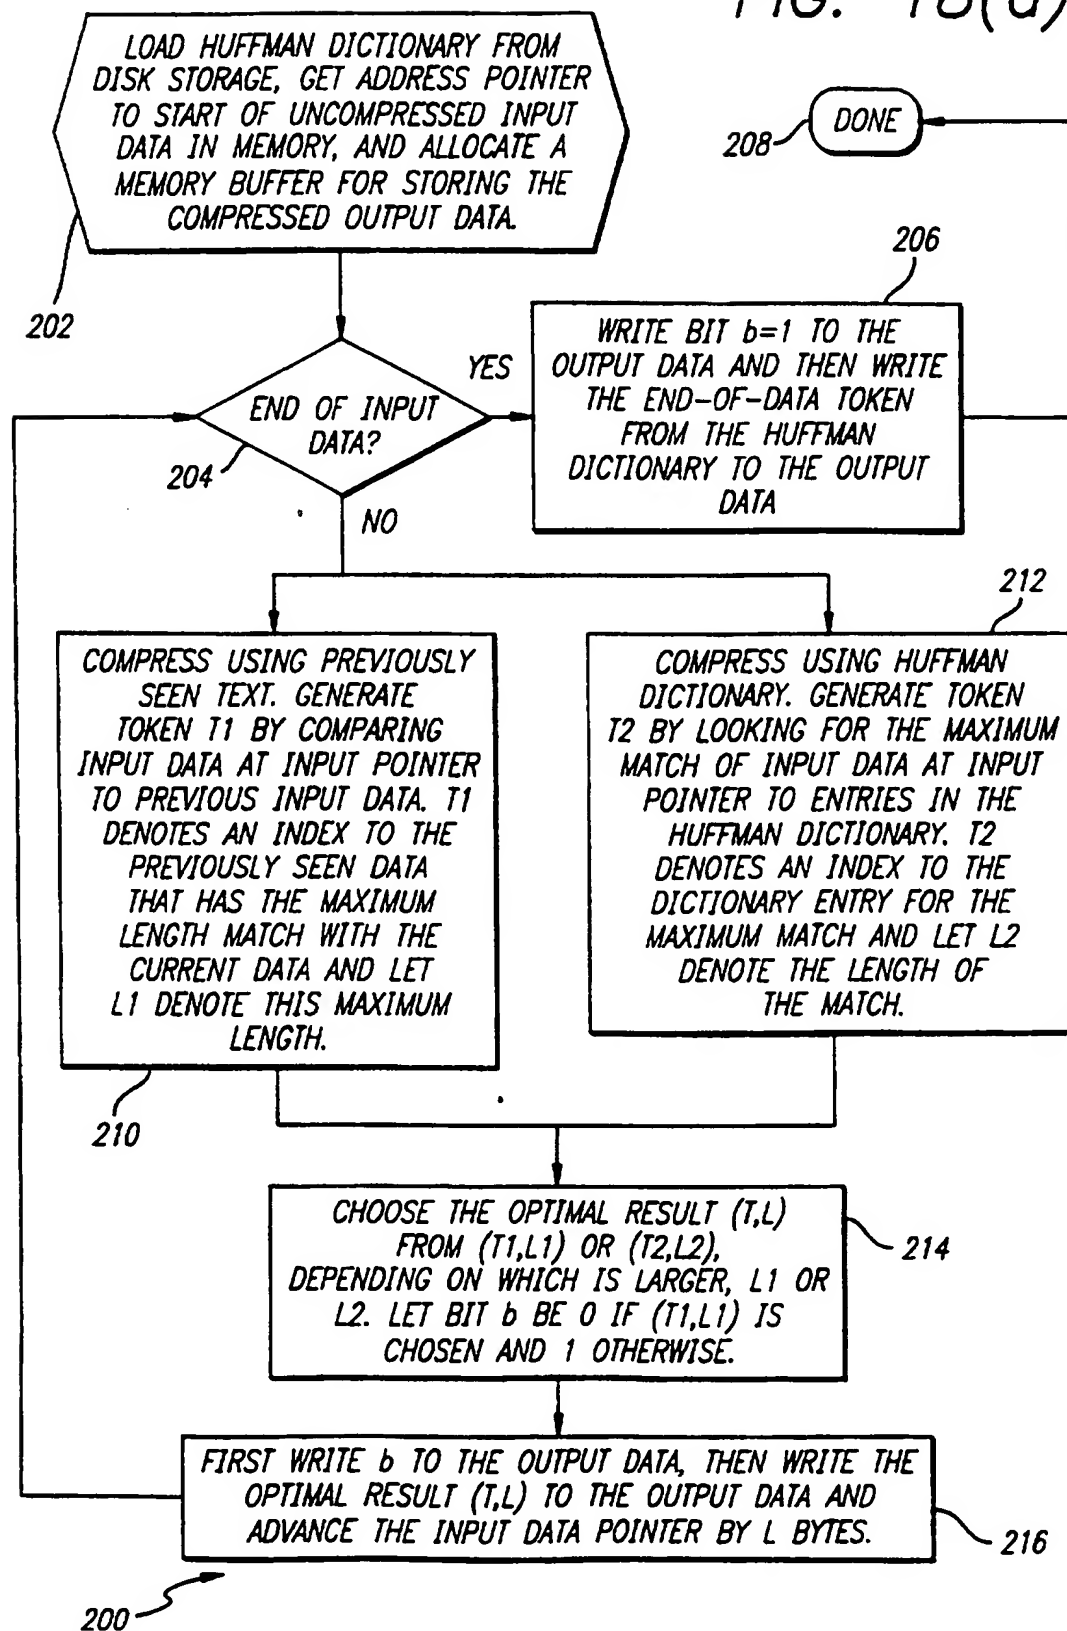 FIG. 18(a)
LOAD HUFFMAN DICTIONARY FROM
DISK STORAGE, GET ADDRESS POINTER
TO START OF UNCOMPRESSED INPUT
DATA IN MEMORY, AND ALLOCATE A
MEMORY BUFFER FOR STORING THE
COMPRESSED OUTPUT DATA.
202
DONE
208
206
END OF INPUT
DATA?
204
YES
NO
WRITE BIT b=1 TO THE
OUTPUT DATA AND THEN WRITE
THE END-OF-DATA TOKEN
FROM THE HUFFMAN
DICTIONARY TO THE OUTPUT
DATA
COMPRESS USING PREVIOUSLY
SEEN TEXT. GENERATE
TOKEN T1 BY COMPARING
INPUT DATA AT INPUT POINTER
TO PREVIOUS INPUT DATA. T1
DENOTES AN INDEX TO THE
PREVIOUSLY SEEN DATA
THAT HAS THE MAXIMUM
LENGTH MATCH WITH THE
CURRENT DATA AND LET
L1 DENOTE THIS MAXIMUM
LENGTH.
210
212
COMPRESS USING HUFFMAN
DICTIONARY. GENERATE TOKEN
T2 BY LOOKING FOR THE MAXIMUM
MATCH OF INPUT DATA AT INPUT
POINTER TO ENTRIES IN THE
HUFFMAN DICTIONARY. T2
DENOTES AN INDEX TO THE
DICTIONARY ENTRY FOR THE
MAXIMUM MATCH AND LET L2
DENOTE THE LENGTH OF
THE MATCH.
CHOOSE THE OPTIMAL RESULT (T,L)
FROM (T1,L1) OR (T2,L2),
DEPENDING ON WHICH IS LARGER, L1 OR
L2. LET BIT b BE 0 IF (T1,L1) IS
CHOSEN AND 1 OTHERWISE.
214
FIRST WRITE b TO THE OUTPUT DATA, THEN WRITE THE
OPTIMAL RESULT (T,L) TO THE OUTPUT DATA AND
ADVANCE THE INPUT DATA POINTER BY L BYTES.
216
200